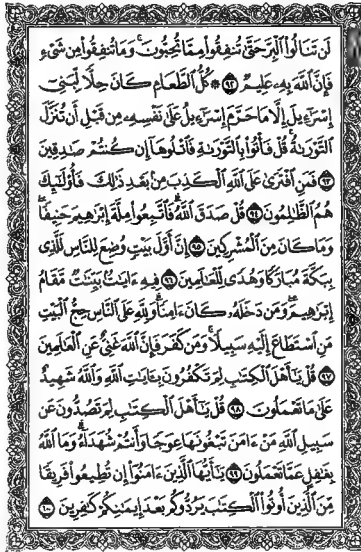 لَن تَنَالُوا۟ ٱلْبِرَّ حَتَّىٰ تُنفِقُوا۟ مِمَّا تُحِبُّونَ ۚ وَمَا تُنفِقُوا۟ مِن شَىْءٍ
فَإِنَّ ٱللَّهَ بِهِۦ عَلِيمٌ ﴿٩٢﴾ ۞ كُلُّ ٱلطَّعَامِ كَانَ حِلًّا لِّبَنِىٓ
إِسْرَٰٓءِيلَ إِلَّا مَا حَرَّمَ إِسْرَٰٓءِيلُ عَلَىٰ نَفْسِهِۦ مِن قَبْلِ أَن تُنَزَّلَ
ٱلتَّوْرَىٰةُ ۗ قُلْ فَأْتُوا۟ بِٱلتَّوْرَىٰةِ فَٱتْلُوهَآ إِن كُنتُمْ صَٰدِقِينَ
﴿٩٣﴾ فَمَنِ ٱفْتَرَىٰ عَلَى ٱللَّهِ ٱلْكَذِبَ مِنۢ بَعْدِ ذَٰلِكَ فَأُو۟لَٰٓئِكَ
هُمُ ٱلظَّٰلِمُونَ ﴿٩٤﴾ قُلْ صَدَقَ ٱللَّهُ ۗ فَٱتَّبِعُوا۟ مِلَّةَ إِبْرَٰهِيمَ حَنِيفًا
وَمَا كَانَ مِنَ ٱلْمُشْرِكِينَ ﴿٩٥﴾ إِنَّ أَوَّلَ بَيْتٍ وُضِعَ لِلنَّاسِ لَلَّذِى
بِبَكَّةَ مُبَارَكًا وَهُدًى لِّلْعَٰلَمِينَ ﴿٩٦﴾ فِيهِ ءَايَٰتٌۢ بَيِّنَٰتٌ مَّقَامُ
إِبْرَٰهِيمَ ۖ وَمَن دَخَلَهُۥ كَانَ ءَامِنًا ۗ وَلِلَّهِ عَلَى ٱلنَّاسِ حِجُّ ٱلْبَيْتِ
مَنِ ٱسْتَطَاعَ إِلَيْهِ سَبِيلًا ۚ وَمَن كَفَرَ فَإِنَّ ٱللَّهَ غَنِىٌّ عَنِ ٱلْعَٰلَمِينَ
﴿٩٧﴾ قُلْ يَٰٓأَهْلَ ٱلْكِتَٰبِ لِمَ تَكْفُرُونَ بِـَٔايَٰتِ ٱللَّهِ وَٱللَّهُ شَهِيدٌ
عَلَىٰ مَا تَعْمَلُونَ ﴿٩٨﴾ قُلْ يَٰٓأَهْلَ ٱلْكِتَٰبِ لِمَ تَصُدُّونَ عَن
سَبِيلِ ٱللَّهِ مَنْ ءَامَنَ تَبْغُونَهَا عِوَجًا وَأَنتُمْ شُهَدَآءُ ۗ وَمَا ٱللَّهُ
بِغَٰفِلٍ عَمَّا تَعْمَلُونَ ﴿٩٩﴾ يَٰٓأَيُّهَا ٱلَّذِينَ ءَامَنُوٓا۟ إِن تُطِيعُوا۟ فَرِيقًا
مِّنَ ٱلَّذِينَ أُوتُوا۟ ٱلْكِتَٰبَ يَرُدُّوكُم بَعْدَ إِيمَٰنِكُمْ كَٰفِرِينَ ﴿١٠٠﴾